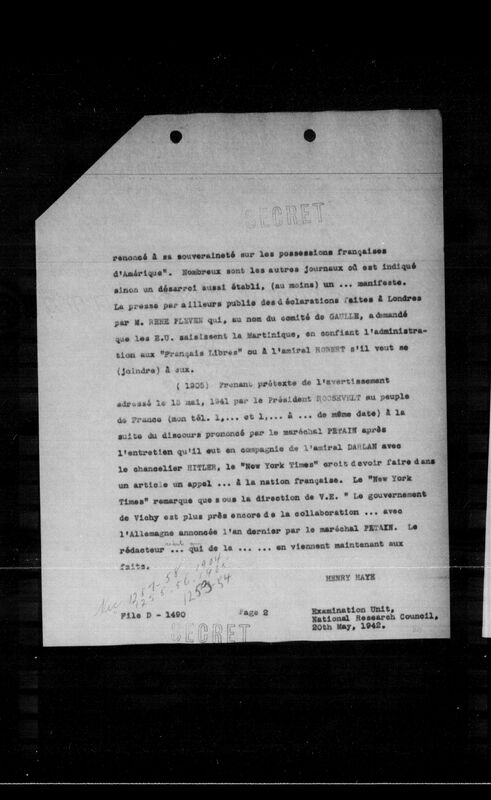 SECRET
renoncé à sa souveraineté sur les possessions françaises
d'Amérique". Nombreux sont les autres journaux où est indiqué
sinon un désarroi aussi établi, (au moins) un ... manifeste.
La presse par ailleurs publie des déclarations faites à Londres
par M. RENE PLEVEN qui, au nom du comité de GAULLE, a demandé
que les E.U. saisissent la Martinique, en confiant l'administra-
tion aux "Français Libres" ou à l'amiral ROBERT s'il veut se
(joindre) à eux.
( 1905) Prenant prétexte de l'avertissement
adressé le 15 mai, 1941 par le Président ROOSEVELT au peuple
de France (mon tél. 1,... et 1,... à ... de même date) à la
suite du discours prononcé par le maréchal PETAIN après
l'entretien qu'il eut en compagnie de l'amiral DARLAN avec
le chancelier HITLER, le "New York Times" croit devoir faire dans
un article un appel ... à la nation française. Le "New York
Times" remarque que sous la direction de V.E. " Le gouvernement
de Vichy est plus près encore de la collaboration ... avec
l'Allemagne annoncée l'an dernier par le maréchal PETAIN. Le
rédacteur ... qui de la ... ... en viennent maintenant aux
faits.
HENRY HAYE
1253-54
File D - 1490
Page 2
Examination Unit,
National Research Council,
20th May, 1942.
SECRET